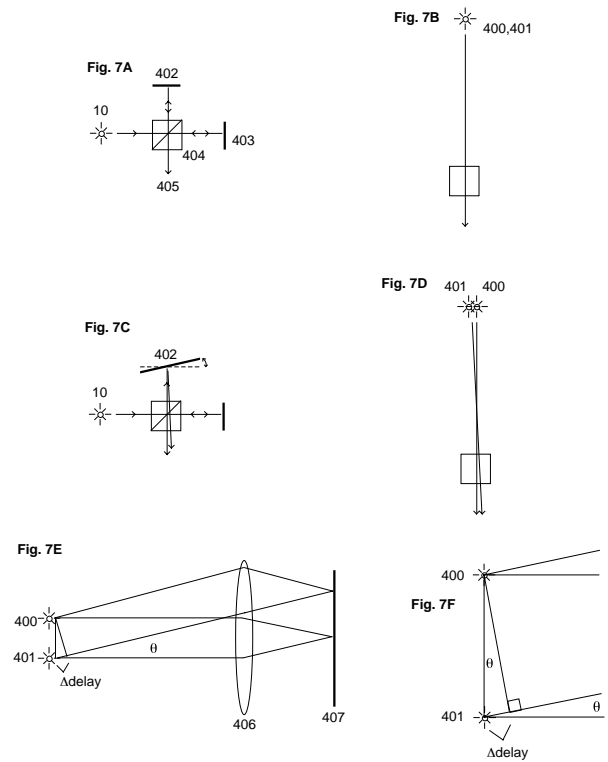 Fig. 7A
402
10
404
403
405
Fig. 7B
400,401
Fig. 7C
402
10
Fig. 7D
401 400
Fig. 7E
400
401
θ
Δdelay
406
407
Fig. 7F
400
θ
401
θ
Δdelay